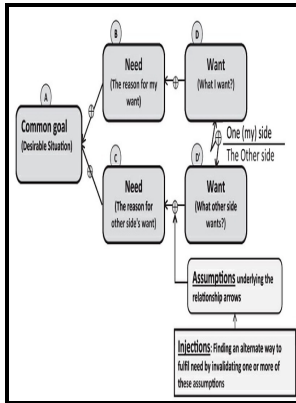 B
D
Need
(The reason for my
want)
Want
(What I want?)
A
Common goal
(Desirable Situation)
One (my) side
The Other side
C
D'
Need
(The reason for
other side's want)
Want
(What other side
wants?)
Assumptions underlying the
relationship arrows
Injections: Finding an alternate way to
fulfil need by invalidating one or more of
these assumptions